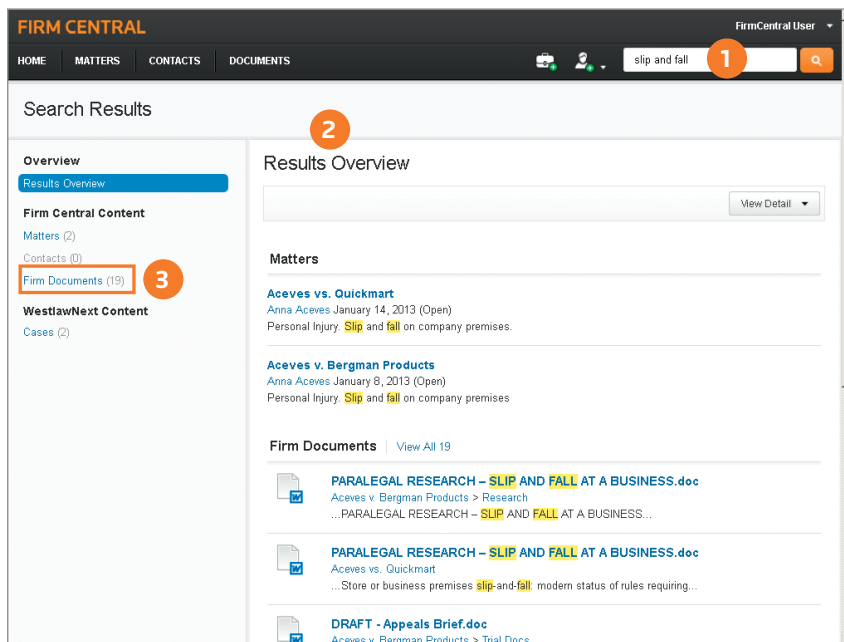 FIRM CENTRAL
FirmCentral User
HOME MATTERS CONTACTS DOCUMENTS
slip and fall
1
Search Results
2
Overview
Results Overview
Firm Central Content
Matters (2)
Contacts (0)
Firm Documents (19)
3
WestlawNext Content
Cases (2)
Results Overview
View Detail
Matters
Aceves vs. Quickmart
Anna Aceves January 14, 2013 (Open)
Personal Injury. Slip and fall on company premises.
Aceves v. Bergman Products
Anna Aceves January 8, 2013 (Open)
Personal Injury. Slip and fall on company premises
Firm Documents View All 19
PARALEGAL RESEARCH – SLIP AND FALL AT A BUSINESS.doc
Aceves v. Bergman Products > Research
...PARALEGAL RESEARCH – SLIP AND FALL AT A BUSINESS...
PARALEGAL RESEARCH – SLIP AND FALL AT A BUSINESS.doc
Aceves vs. Quickmart
...Store or business premises slip-and-fall: modern status of rules requiring...
DRAFT - Appeals Brief.doc
Aceves v. Bergman Products > Trial Docs